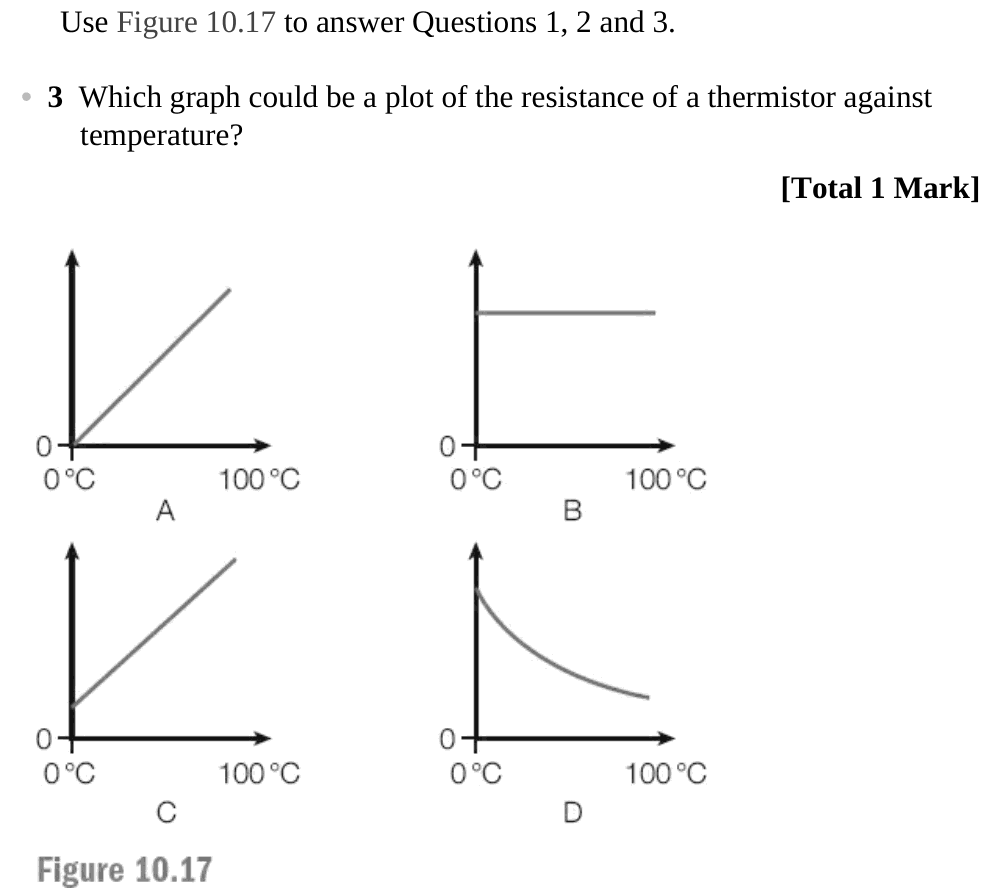 Use Figure 10.17 to answer Questions 1, 2 and 3.
• 3 Which graph could be a plot of the resistance of a thermistor against
temperature?
[Total 1 Mark]
0
0 °C 100 °C
A
0
0 °C 100 °C
B
0
0 °C 100 °C
C
0
0 °C 100 °C
D
Figure 10.17